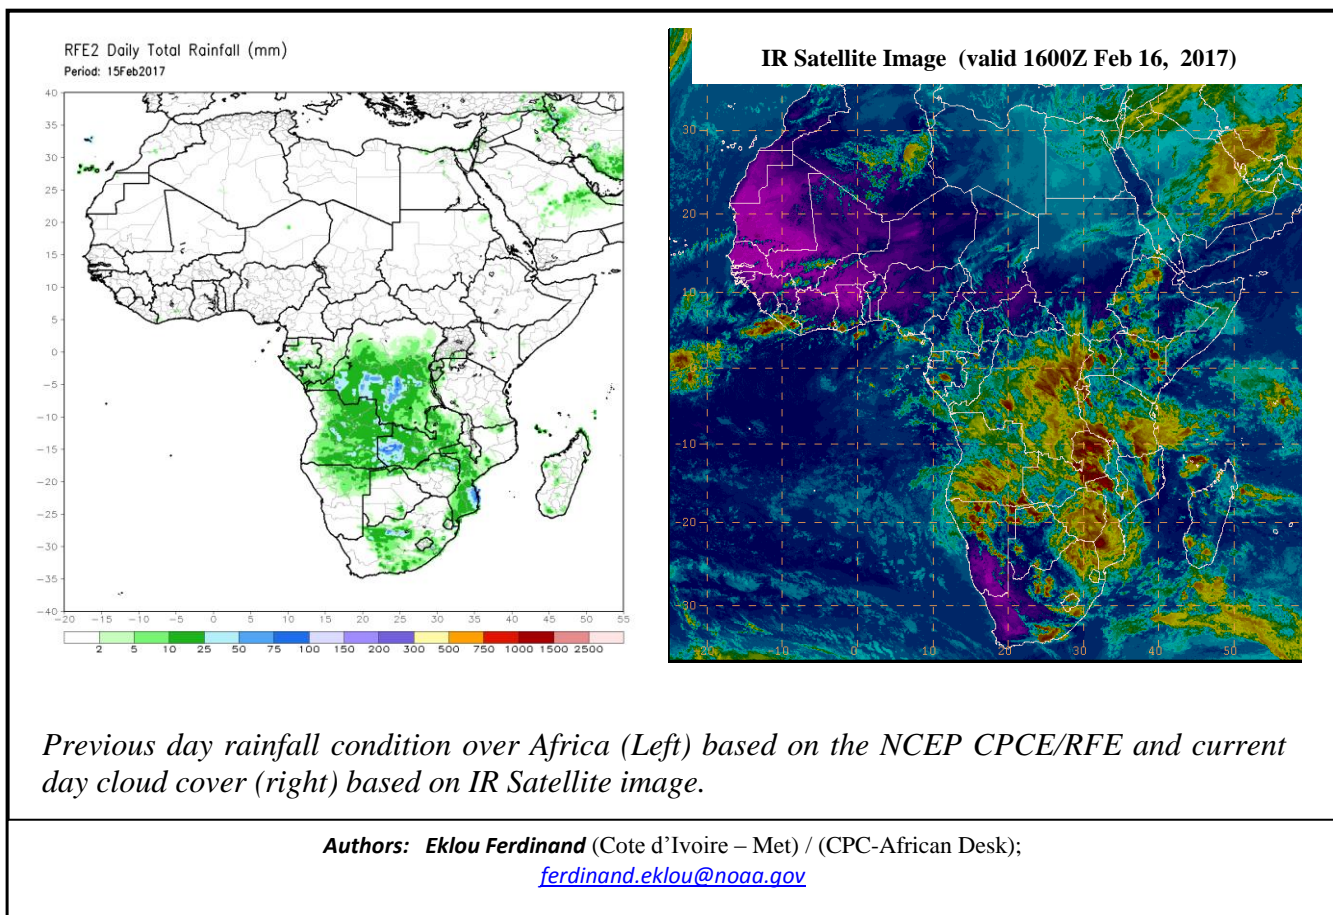 RFE2 Daily Total Rainfall (mm)
Period: 15Feb2017
40
35
30
25
20
15
10
5
0
-5
-10
-15
-20
-25
-30
-35
-40
-20 -15 -10 -5 0 5 10 15 20 25 30 35 40 45 50 55
2 5 10 25 50 75 100 150 200 300 500 750 1000 1500 2500
IR Satellite Image (valid 1600Z Feb 16, 2017)
30
20
10
-10
-20
-30
-20 -10 0 10 20 30 40 50
Previous day rainfall condition over Africa (Left) based on the NCEP CPCE/RFE and current
day cloud cover (right) based on IR Satellite image.
Authors: Eklou Ferdinand (Cote d'Ivoire – Met) / (CPC-African Desk);
ferdinand.eklou@noaa.gov